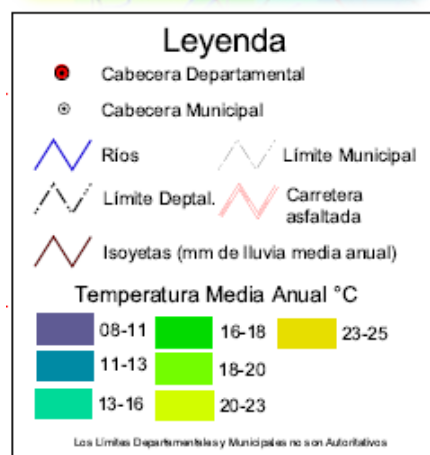 Leyenda
Cabecera Departamental
Cabecera Municipal
Ríos
Límite Municipal
Límite Deptal.
Carretera
asfaltada
Isoyetas (mm de lluvia media anual)
Temperatura Media Anual °C
08-11
16-18
23-25
11-13
18-20
13-16
20-23
Los Límites Departamentales y Municipales no son Autoritativos